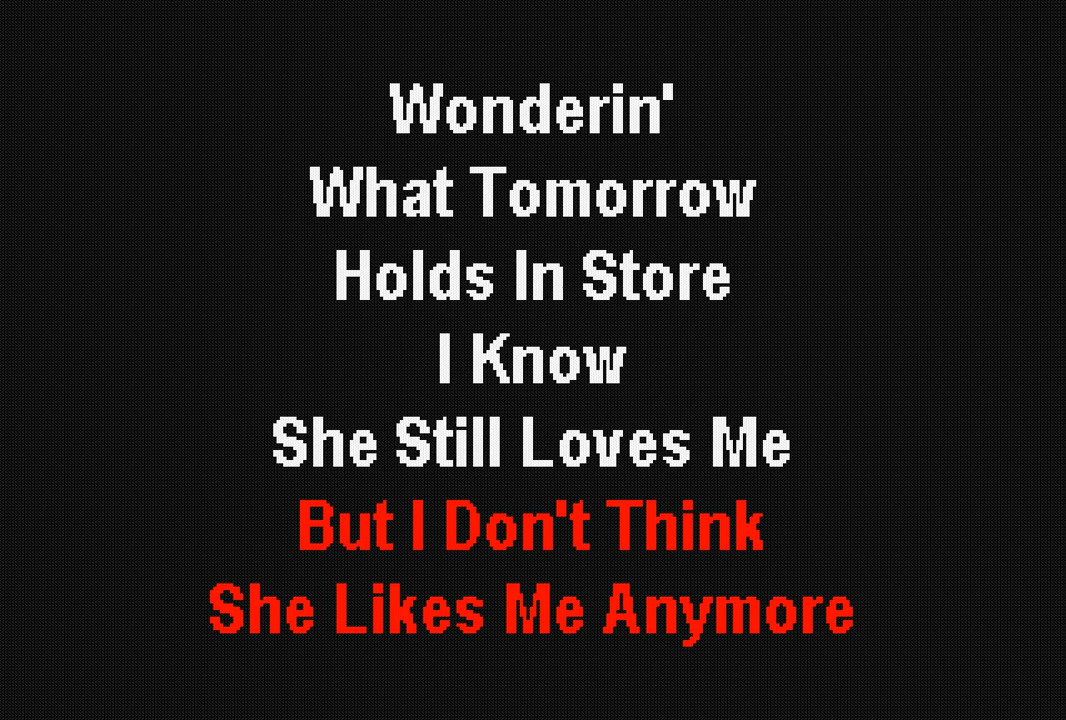 Wonderin'
What Tomorrow
Holds In Store
I Know
She Still Loves Me
But I Don't Think
She Likes Me Anymore